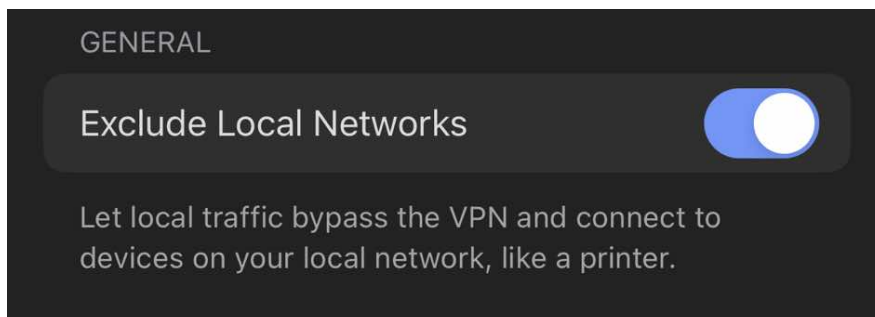 GENERAL
Exclude Local Networks
Let local traffic bypass the VPN and connect to
devices on your local network, like a printer.